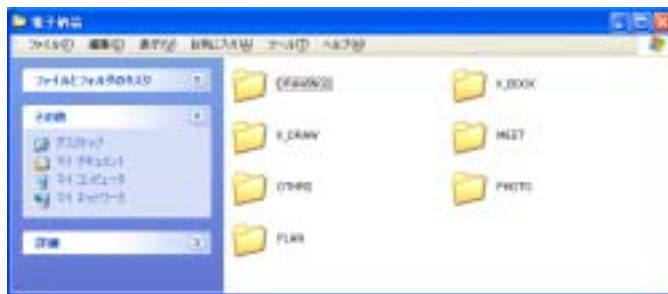 電子納品
ファイル(F) 編集(E) 表示(V) お気に入り(A) ツール(T) ヘルプ(H)
ファイルとフォルダのタスク
その他
デスクトップ
マイ ドキュメント
マイ コンピュータ
マイ ネットワーク
詳細
DRAWINGS
K_BOOK
MEET
OTHRS
PHOTO
PLAN